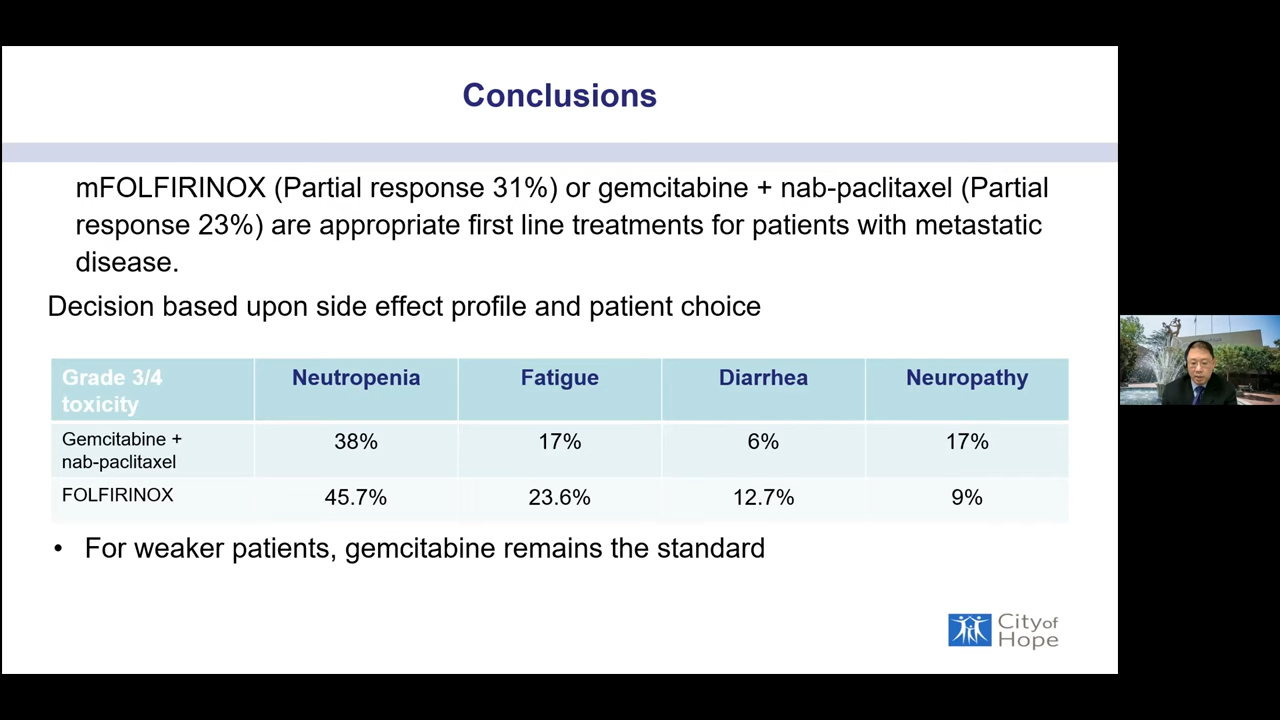 Conclusions
mFOLFIRINOX (Partial response 31%) or gemcitabine + nab-paclitaxel (Partial
response 23%) are appropriate first line treatments for patients with metastatic
disease.
Decision based upon side effect profile and patient choice
Grade 3/4
toxicity
Neutropenia
Fatigue
Diarrhea
Neuropathy
Gemcitabine +
nab-paclitaxel
38%
17%
6%
17%
FOLFIRINOX
45.7%
23.6%
12.7%
9%
• For weaker patients, gemcitabine remains the standard
City of
Hope